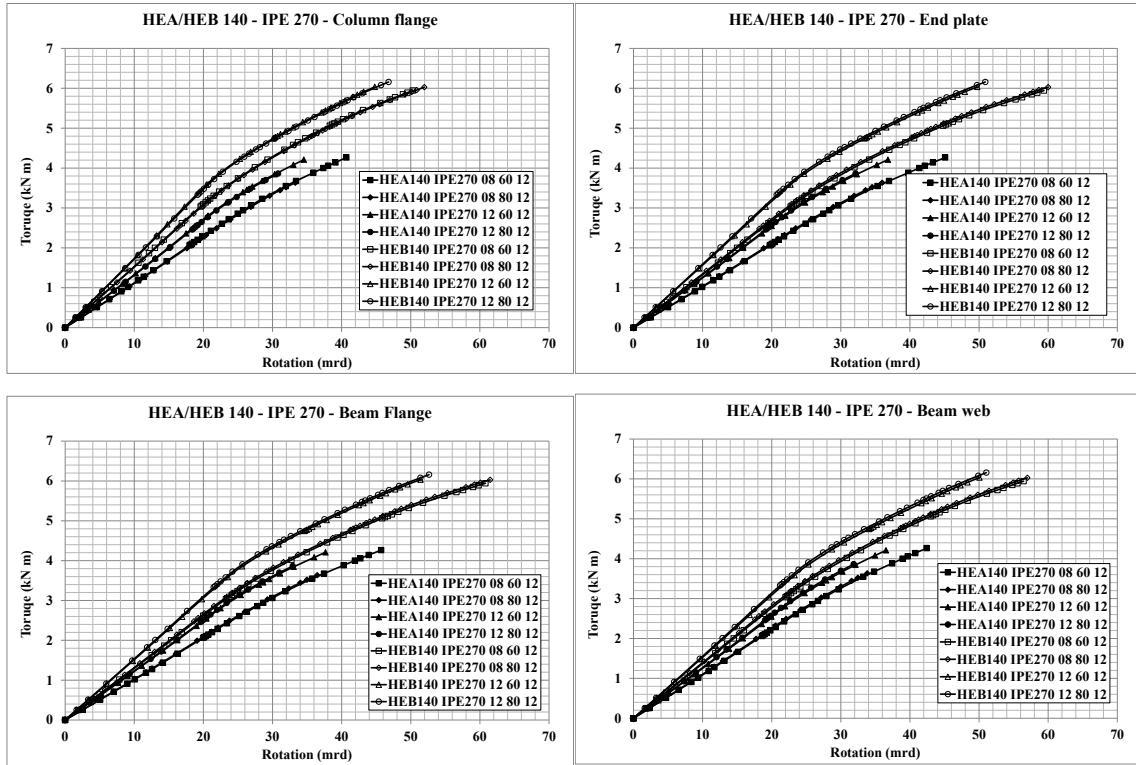 HEA/HEB 140 - IPE 270 - Column flange
7
6
5
4
3
2
1
0
Toruqe (kN m)
HEA140 IPE270 08 60 12
HEA140 IPE270 08 80 12
HEA140 IPE270 12 60 12
HEA140 IPE270 12 80 12
HEB140 IPE270 08 60 12
HEB140 IPE270 08 80 12
HEB140 IPE270 12 60 12
HEB140 IPE270 12 80 12
0 10 20 30 40 50 60 70
Rotation (mrd)
HEA/HEB 140 - IPE 270 - End plate
7
6
5
4
3
2
1
0
Toruqe (kN m)
HEA140 IPE270 08 60 12
HEA140 IPE270 08 80 12
HEA140 IPE270 12 60 12
HEA140 IPE270 12 80 12
HEB140 IPE270 08 60 12
HEB140 IPE270 08 80 12
HEB140 IPE270 12 60 12
HEB140 IPE270 12 80 12
0 10 20 30 40 50 60 70
Rotation (mrd)
HEA/HEB 140 - IPE 270 - Beam Flange
7
6
5
4
3
2
1
0
Toruqe (kN m)
HEA140 IPE270 08 60 12
HEA140 IPE270 08 80 12
HEA140 IPE270 12 60 12
HEA140 IPE270 12 80 12
HEB140 IPE270 08 60 12
HEB140 IPE270 08 80 12
HEB140 IPE270 12 60 12
HEB140 IPE270 12 80 12
0 10 20 30 40 50 60 70
Rotation (mrd)
HEA/HEB 140 - IPE 270 - Beam web
7
6
5
4
3
2
1
0
Toruqe (kN m)
HEA140 IPE270 08 60 12
HEA140 IPE270 08 80 12
HEA140 IPE270 12 60 12
HEA140 IPE270 12 80 12
HEB140 IPE270 08 60 12
HEB140 IPE270 08 80 12
HEB140 IPE270 12 60 12
HEB140 IPE270 12 80 12
0 10 20 30 40 50 60 70
Rotation (mrd)